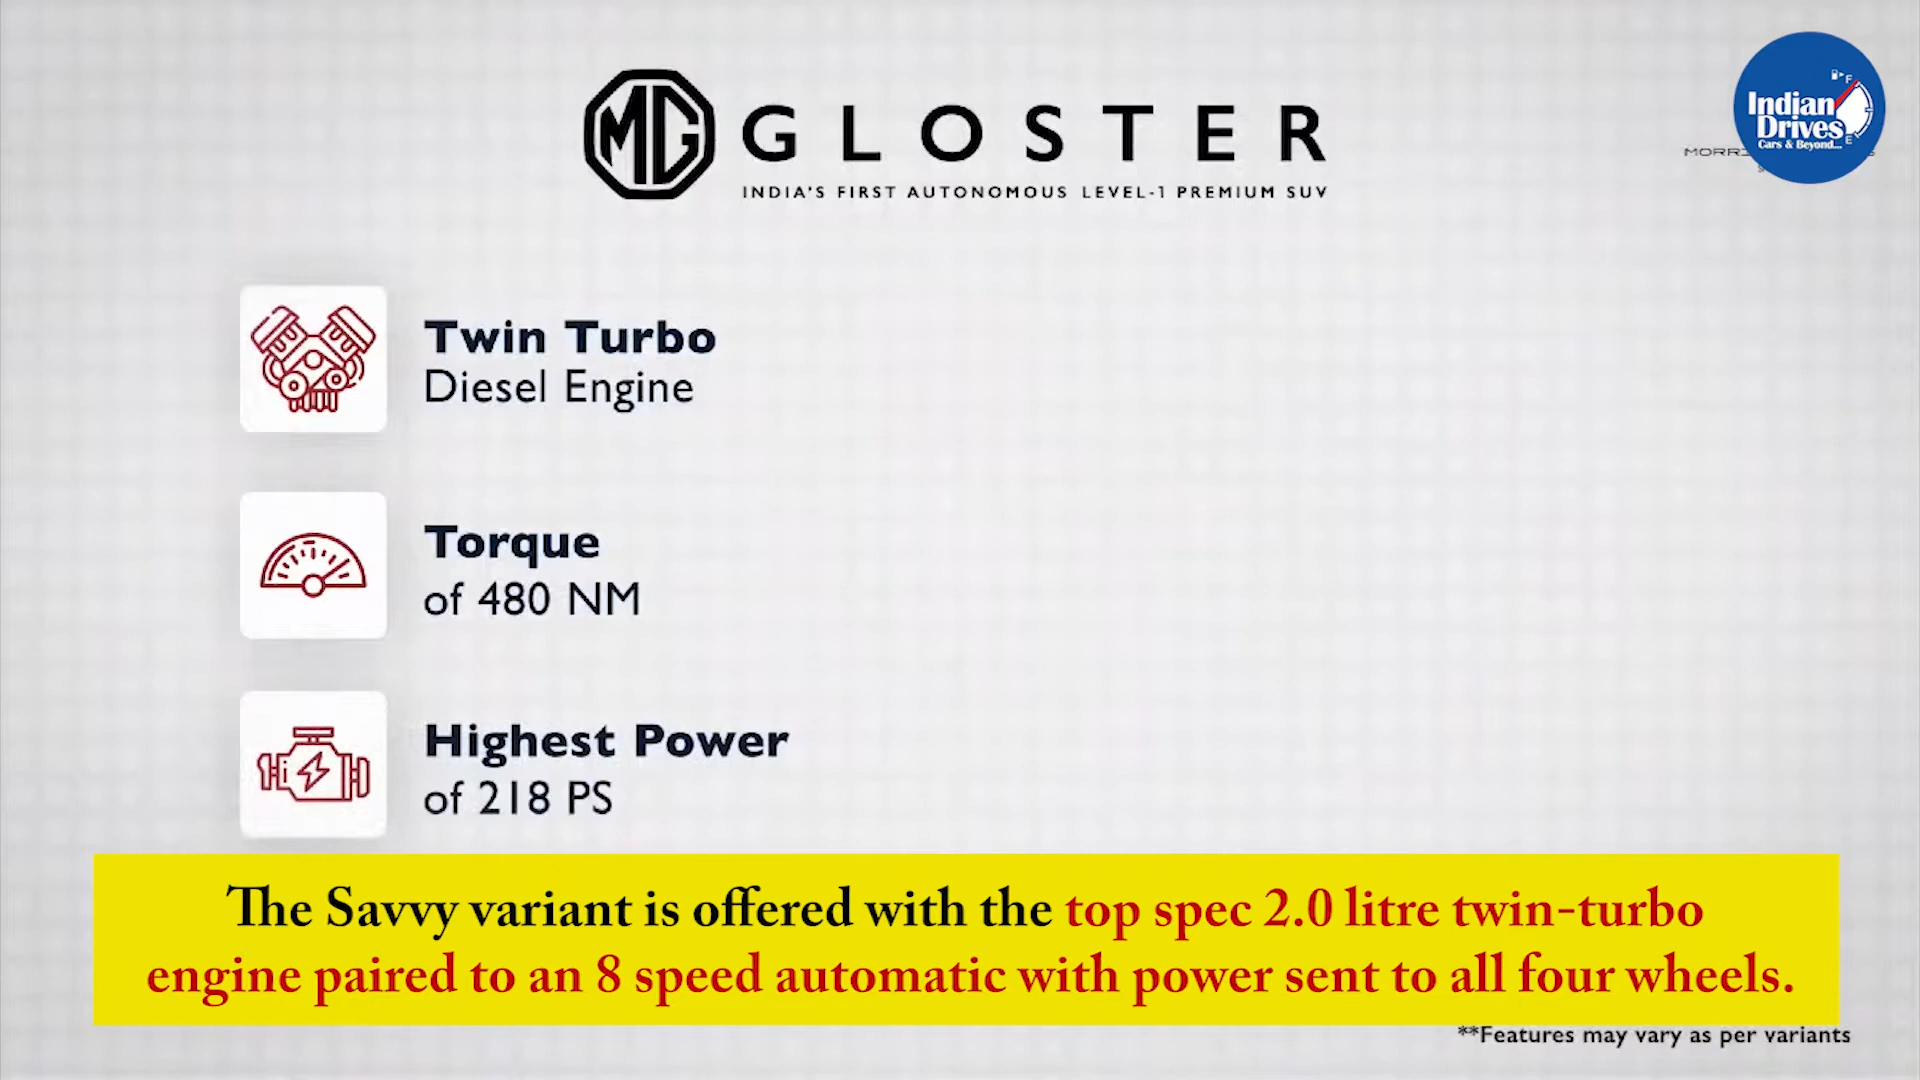 MG GLOSTER
INDIA'S FIRST AUTONOMOUS LEVEL-1 PREMIUM SUV
Indian
Drives
Cars & Beyond...
F
E
Twin Turbo
Diesel Engine
Torque
of 480 NM
Highest Power
of 218 PS
The Savvy variant is offered with the top spec 2.0 litre twin-turbo
engine paired to an 8 speed automatic with power sent to all four wheels.
**Features may vary as per variants